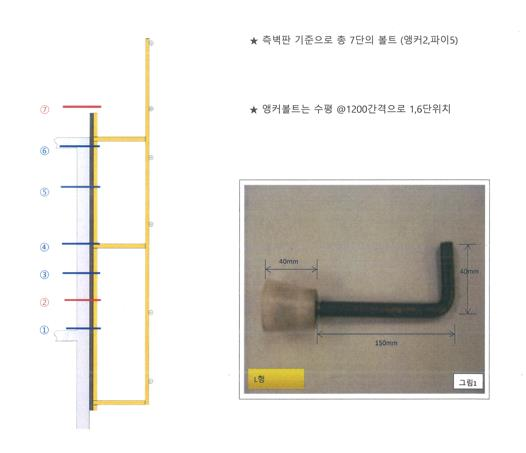 ★ 측벽판 기준으로 총 7단의 볼트 (앵커2,파이5)
★ 앵커볼트는 수평 @1200간격으로 1,6단위치
⑦
⑥
⑤
④
③
②
①
40mm
40mm
150mm
L형
그림1